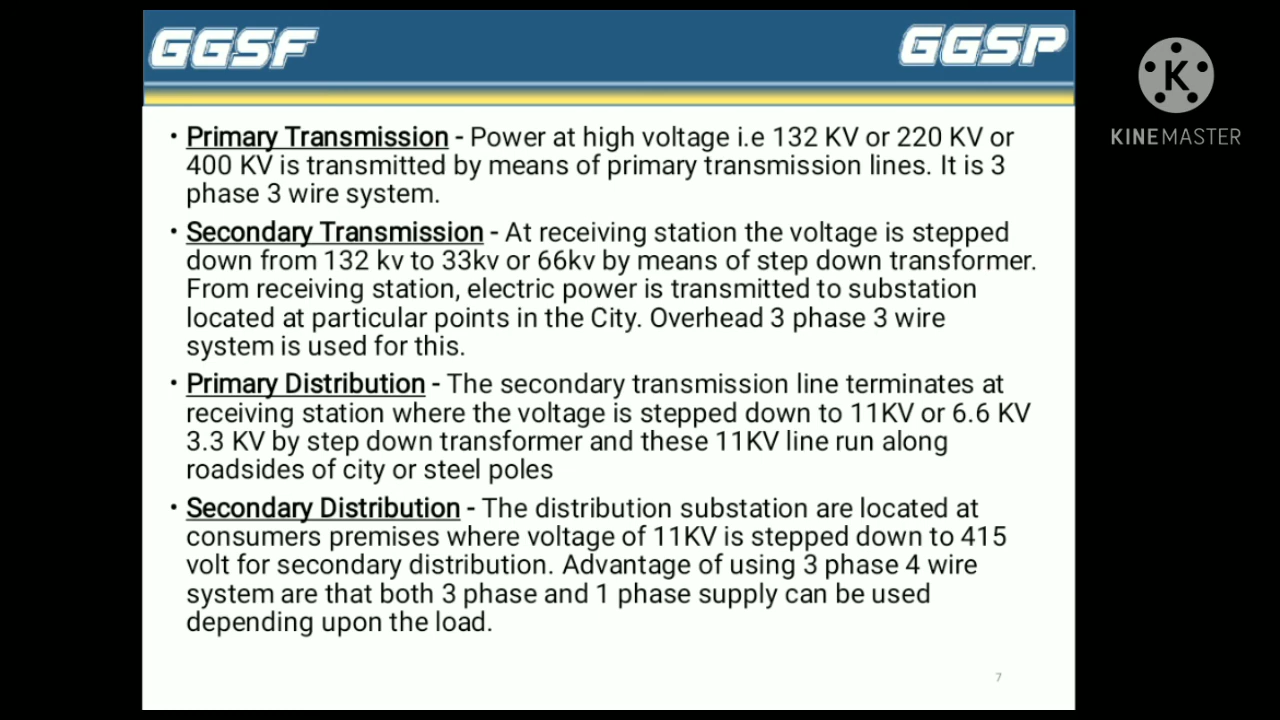 GGSF GGSP
KINEMASTER
• Primary Transmission - Power at high voltage i.e 132 KV or 220 KV or
400 KV is transmitted by means of primary transmission lines. It is 3
phase 3 wire system.
• Secondary Transmission - At receiving station the voltage is stepped
down from 132 kv to 33kv or 66kv by means of step down transformer.
From receiving station, electric power is transmitted to substation
located at particular points in the City. Overhead 3 phase 3 wire
system is used for this.
• Primary Distribution - The secondary transmission line terminates at
receiving station where the voltage is stepped down to 11KV or 6.6 KV
3.3 KV by step down transformer and these 11KV line run along
roadsides of city or steel poles
• Secondary Distribution - The distribution substation are located at
consumers premises where voltage of 11KV is stepped down to 415
volt for secondary distribution. Advantage of using 3 phase 4 wire
system are that both 3 phase and 1 phase supply can be used
depending upon the load.
7